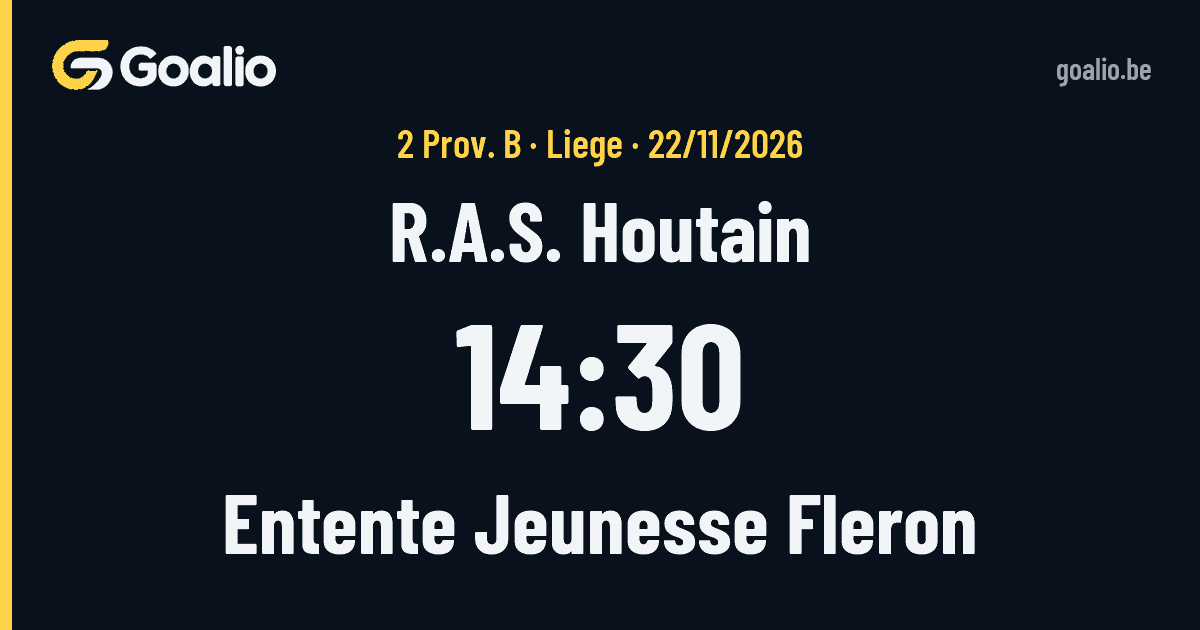 Goalio
goalio.be
2 Prov. B · Liege · 22/11/2026
R.A.S. Houtain
14:30
Entente Jeunesse Fleron